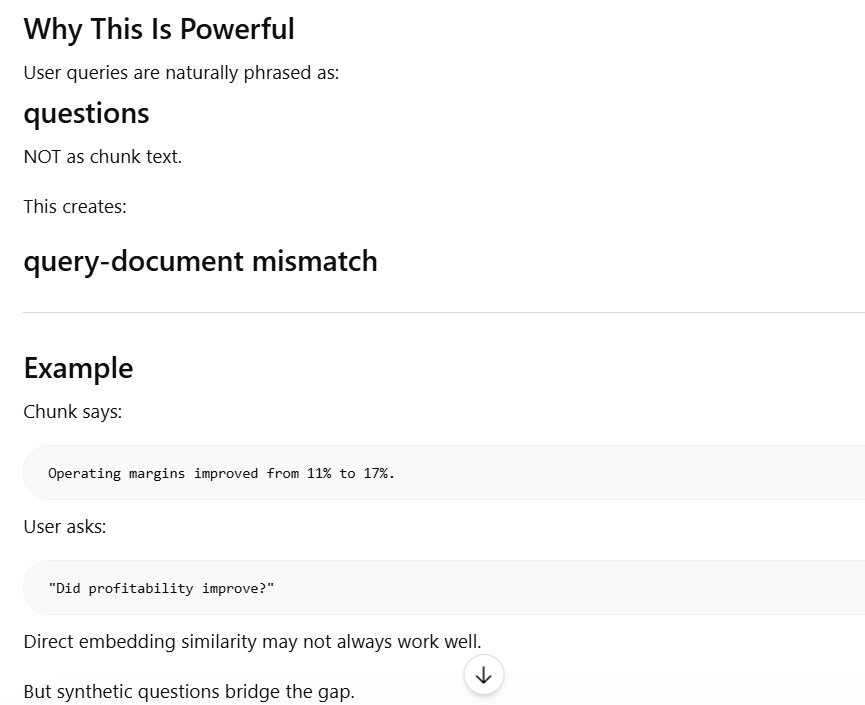 Why This Is Powerful
User queries are naturally phrased as:
questions
NOT as chunk text.
This creates:
query-document mismatch
Example
Chunk says:
Operating margins improved from 11% to 17%.
User asks:
"Did profitability improve?"
Direct embedding similarity may not always work well.
But synthetic questions bridge the gap.